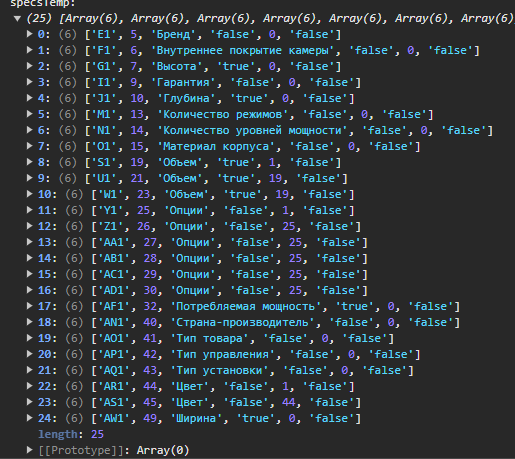 specsTemp:
▼ (25) [Array(6), Array(6), Array(6), Array(6), Array(6), Array(6), Array(6),
▶ 0: (6) ['E1', 5, 'Бренд', 'false', 0, 'false']
▶ 1: (6) ['F1', 6, 'Внутреннее покрытие камеры', 'false', 0, 'false']
▶ 2: (6) ['G1', 7, 'Высота', 'true', 0, 'false']
▶ 3: (6) ['I1', 9, 'Гарантия', 'false', 0, 'false']
▶ 4: (6) ['J1', 10, 'Глубина', 'true', 0, 'false']
▶ 5: (6) ['M1', 13, 'Количество режимов', 'false', 0, 'false']
▶ 6: (6) ['N1', 14, 'Количество уровней мощности', 'false', 0, 'false']
▶ 7: (6) ['O1', 15, 'Материал корпуса', 'false', 0, 'false']
▶ 8: (6) ['S1', 19, 'Объем', 'true', 1, 'false']
▶ 9: (6) ['U1', 21, 'Объем', 'true', 19, 'false']
▶ 10: (6) ['W1', 23, 'Объем', 'true', 19, 'false']
▶ 11: (6) ['Y1', 25, 'Опции', 'false', 1, 'false']
▶ 12: (6) ['Z1', 26, 'Опции', 'false', 25, 'false']
▶ 13: (6) ['AA1', 27, 'Опции', 'false', 25, 'false']
▶ 14: (6) ['AB1', 28, 'Опции', 'false', 25, 'false']
▶ 15: (6) ['AC1', 29, 'Опции', 'false', 25, 'false']
▶ 16: (6) ['AD1', 30, 'Опции', 'false', 25, 'false']
▶ 17: (6) ['AF1', 32, 'Потребляемая мощность', 'true', 0, 'false']
▶ 18: (6) ['AN1', 40, 'Страна-производитель', 'false', 0, 'false']
▶ 19: (6) ['AO1', 41, 'Тип товара', 'false', 0, 'false']
▶ 20: (6) ['AP1', 42, 'Тип управления', 'false', 0, 'false']
▶ 21: (6) ['AQ1', 43, 'Тип установки', 'false', 0, 'false']
▶ 22: (6) ['AR1', 44, 'Цвет', 'false', 1, 'false']
▶ 23: (6) ['AS1', 45, 'Цвет', 'false', 44, 'false']
▶ 24: (6) ['AW1', 49, 'Ширина', 'true', 0, 'false']
length: 25
▶ [[Prototype]]: Array(0)